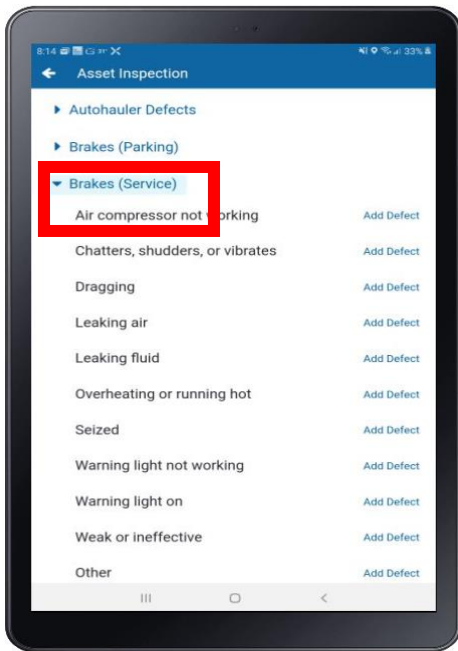 8:14
33%
Asset Inspection
Autohauler Defects
Brakes (Parking)
Brakes (Service)
Air compressor not working Add Defect
Chatters, shudders, or vibrates Add Defect
Dragging Add Defect
Leaking air Add Defect
Leaking fluid Add Defect
Overheating or running hot Add Defect
Seized Add Defect
Warning light not working Add Defect
Warning light on Add Defect
Weak or ineffective Add Defect
Other Add Defect